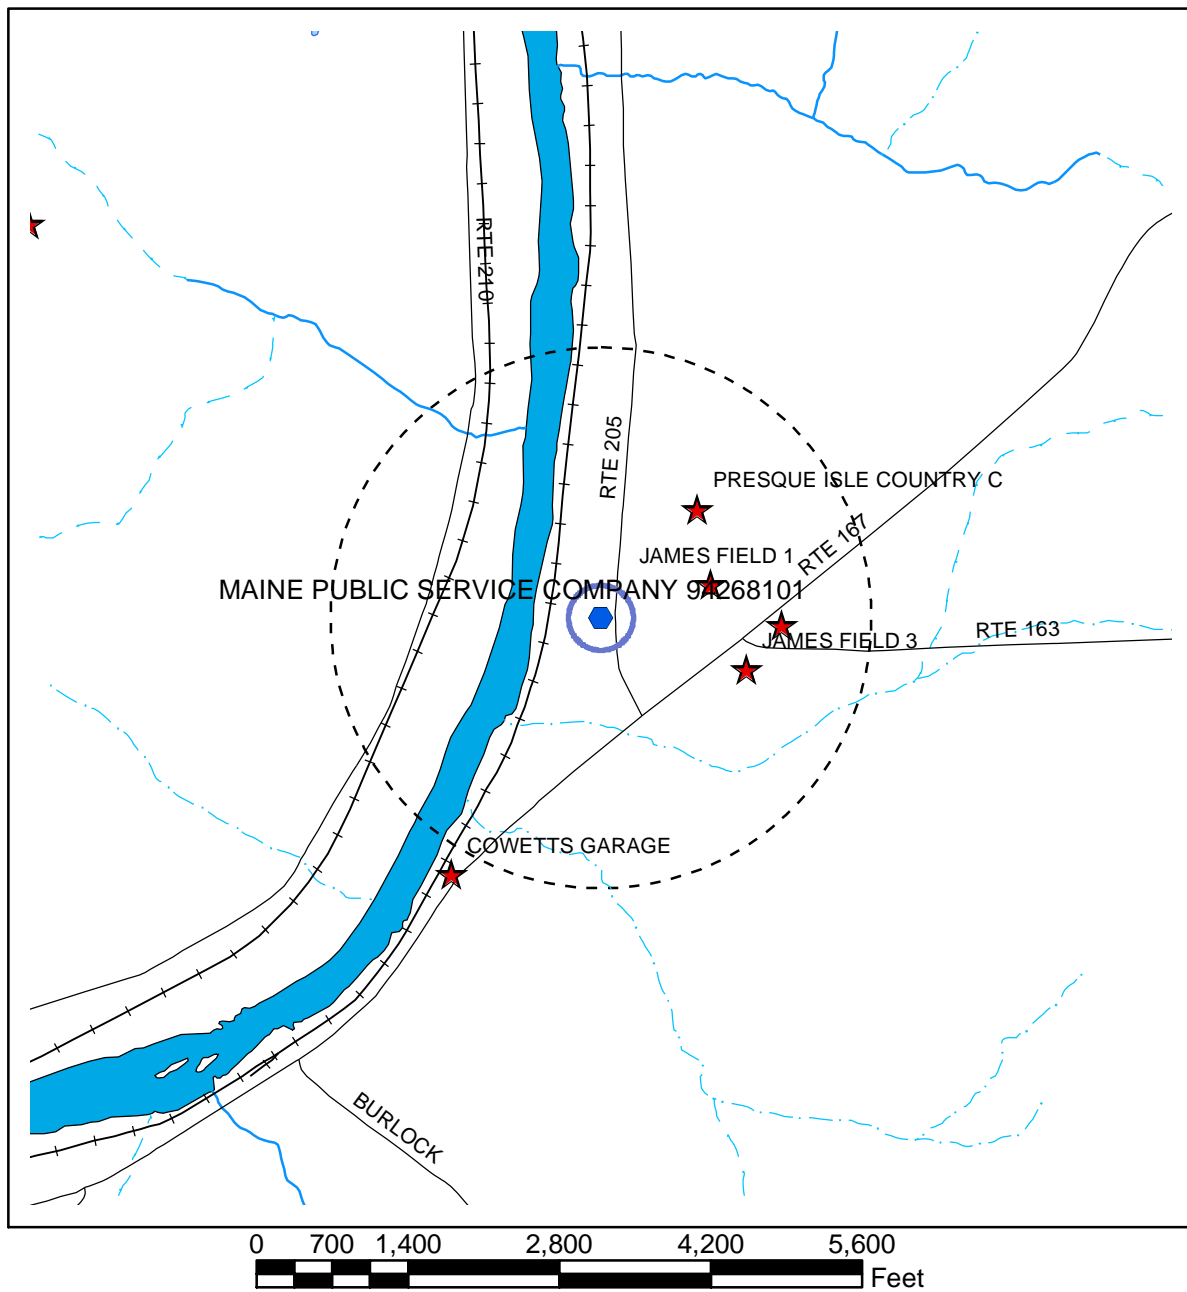 RTE 210
RTE 205
PRESQUE ISLE COUNTRY C
RTE 167
JAMES FIELD 1
MAINE PUBLIC SERVICE COMPANY 94268101
RTE 163
JAMES FIELD 3
COWETTS GARAGE
BURLOCK
0 700 1,400 2,800 4,200 5,600
Feet